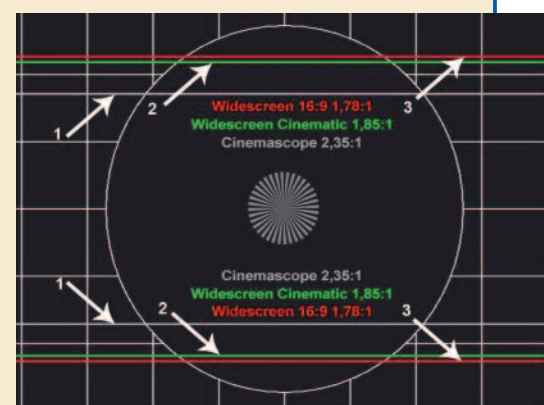 3
2
1
Widescreen 16:9 1,78:1
Widescreen Cinematic 1,85:1
Cinemascope 2,35:1
Cinemascope 2,35:1
Widescreen Cinematic 1,85:1
Widescreen 16:9 1,78:1
1
2
3